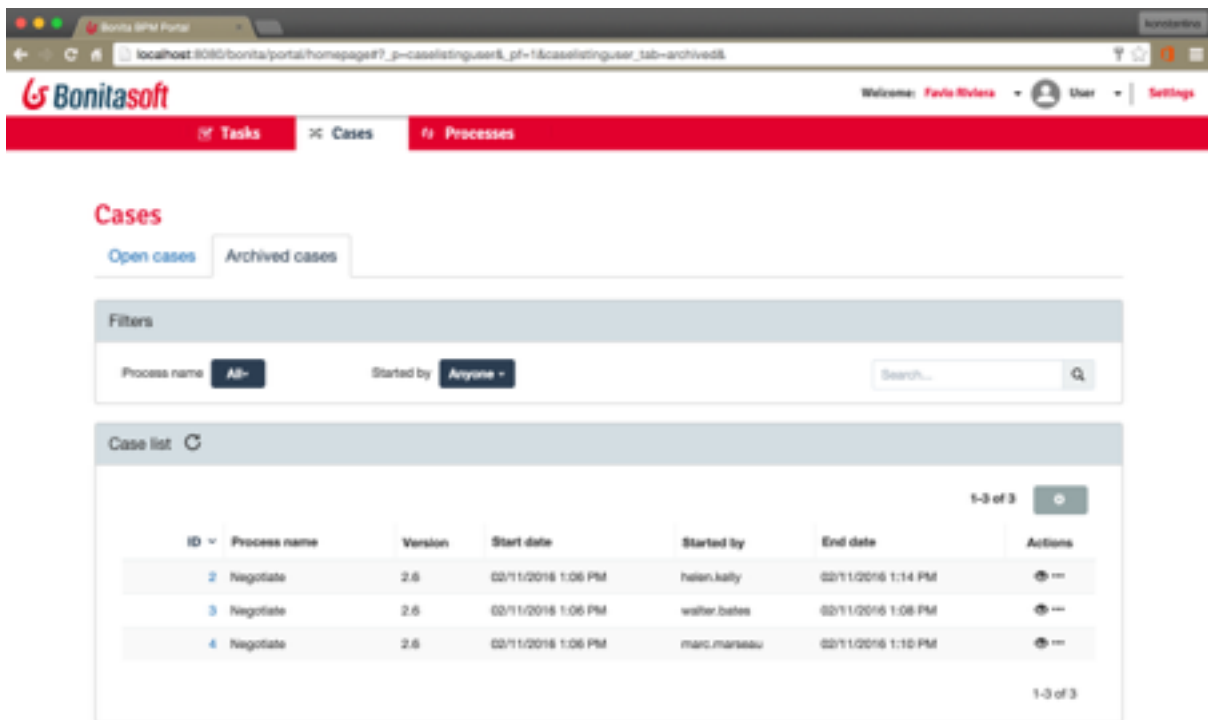 Bonita BPM Portal
konstantina
localhost:8080/bonita/portal/homepage#?_p=caselistinguser&_pf=1&caselistinguser_tab=archived&
Bonitasoft
Welcome: Favio Riviera User Settings
Tasks Cases Processes
Cases
Open cases Archived cases
Filters
Process name All Started by Anyone Search...
Case list
1-3 of 3
ID Process name Version Start date Started by End date Actions
2 Negotiate 2.6 02/11/2016 1:06 PM helen.kelly 02/11/2016 1:14 PM
3 Negotiate 2.6 02/11/2016 1:06 PM walter.bates 02/11/2016 1:08 PM
4 Negotiate 2.6 02/11/2016 1:06 PM marc.marseau 02/11/2016 1:10 PM
1-3 of 3